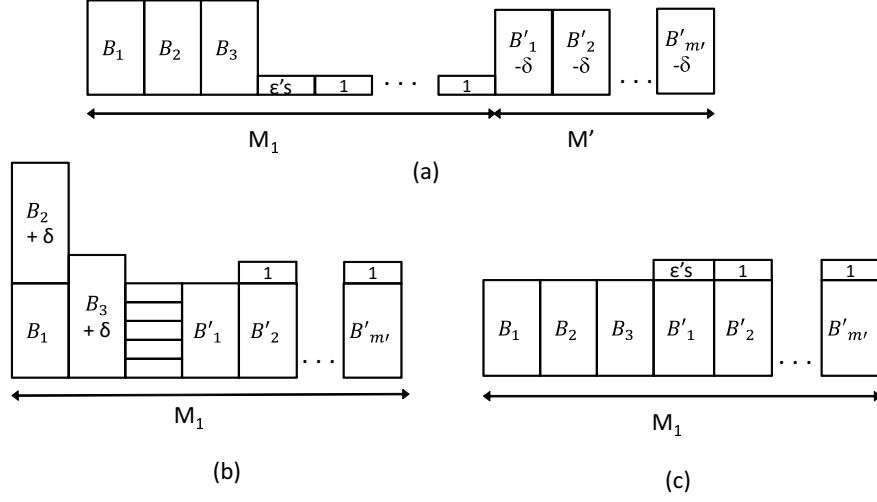 B₁ B₂ B₃ ε's 1 . . . 1 B'₁ -δ B'₂ -δ . . . B'ₘ′ -δ
M₁ M'
(a)
B₂ + δ
B₁ B₃ + δ B'₁ 1 B'₂ . . . 1 B'ₘ′
M₁
(b)
B₁ B₂ B₃ ε's B'₁ 1 B'₂ . . . 1 B'ₘ′
M₁
(c)